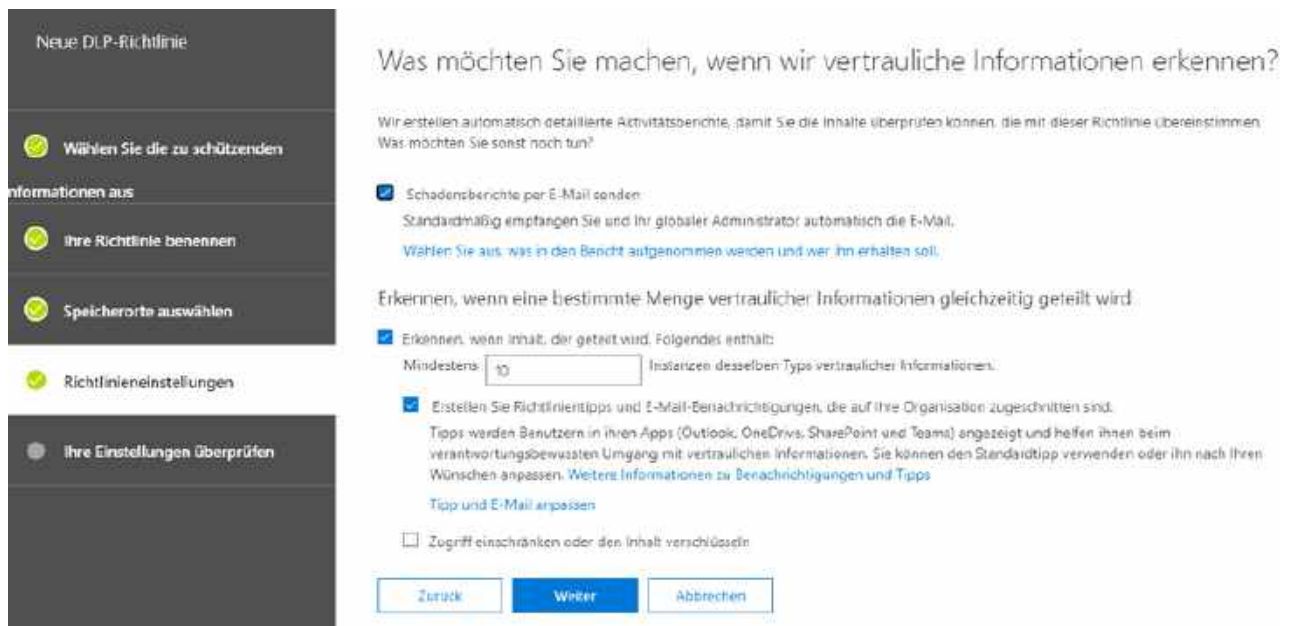 Neue DLP-Richtlinie
Wählen Sie die zu schützenden
nformationen aus
Ihre Richtlinie benennen
Speicherorte auswählen
Richtlinieneinstellungen
Ihre Einstellungen überprüfen
Was möchten Sie machen, wenn wir vertrauliche Informationen erkennen?
Wir erstellen automatisch detaillierte Aktivitätsberichte, damit Sie die Inhalte überprüfen können, die mit dieser Richtlinie übereinstimmen.
Was möchten Sie sonst noch tun?
Schadensberichte per E-Mail senden
Standardmäßig empfangen Sie und Ihr globaler Administrator automatisch die E-Mail.
Wählen Sie aus, was in den Bericht aufgenommen werden und wer ihn erhalten soll.
Erkennen, wenn eine bestimmte Menge vertraulicher Informationen gleichzeitig geteilt wird
Erkennen, wenn Inhalt, der geteilt wird, Folgendes enthält:
Mindestens 10 Instanzen desselben Typs vertraulicher Informationen.
Erstellen Sie Richtlinientipps und E-Mail-Benachrichtigungen, die auf Ihre Organisation zugeschnitten sind.
Tipps werden Benutzern in ihren Apps (Outlook, OneDrive, SharePoint und Teams) angezeigt und helfen ihnen beim
verantwortungsbewussten Umgang mit vertraulichen Informationen. Sie können den Standardtipp verwenden oder ihn nach Ihren
Wünschen anpassen. Weitere Informationen zu Benachrichtigungen und Tipps
Tipp und E-Mail anpassen
Zugriff einschränken oder den Inhalt verschlüsseln
Zurück Weiter Abbrechen